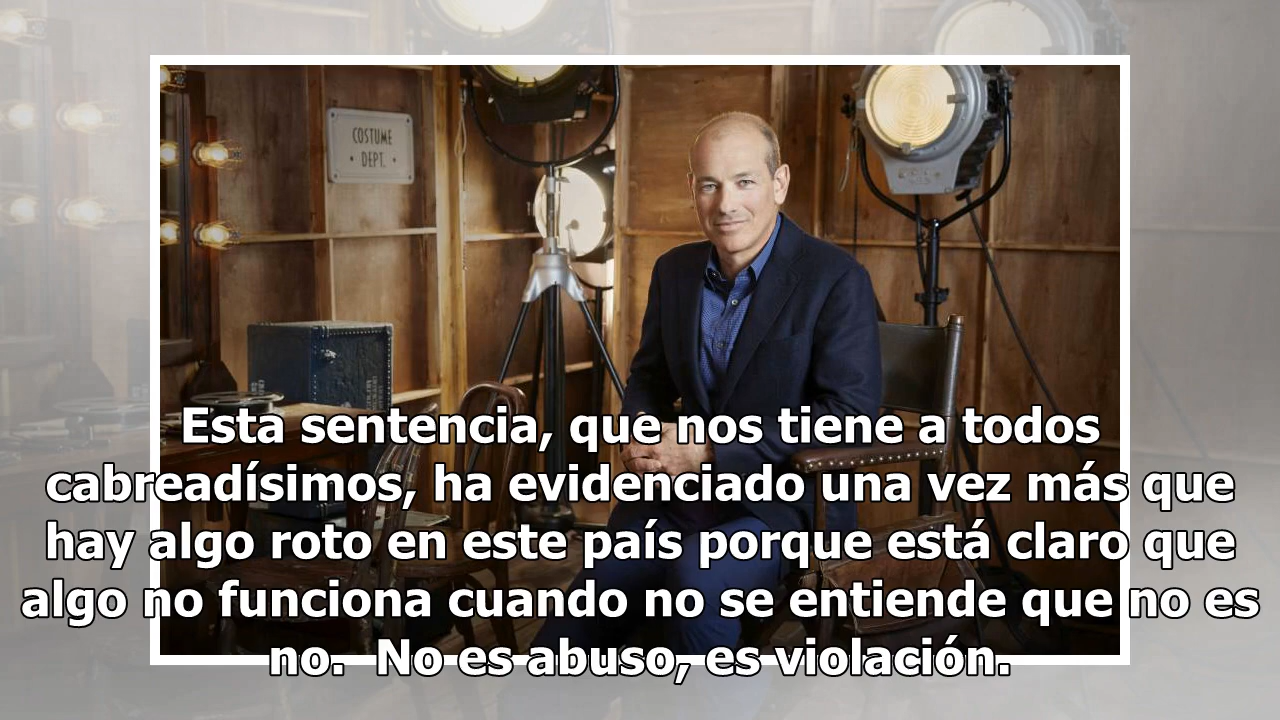 COSTUME
DEPT.
Esta sentencia, que nos tiene a todos
cabreadísimos, ha evidenciado una vez más que
hay algo roto en este país porque está claro que
algo no funciona cuando no se entiende que no es
no.  No es abuso, es violación.